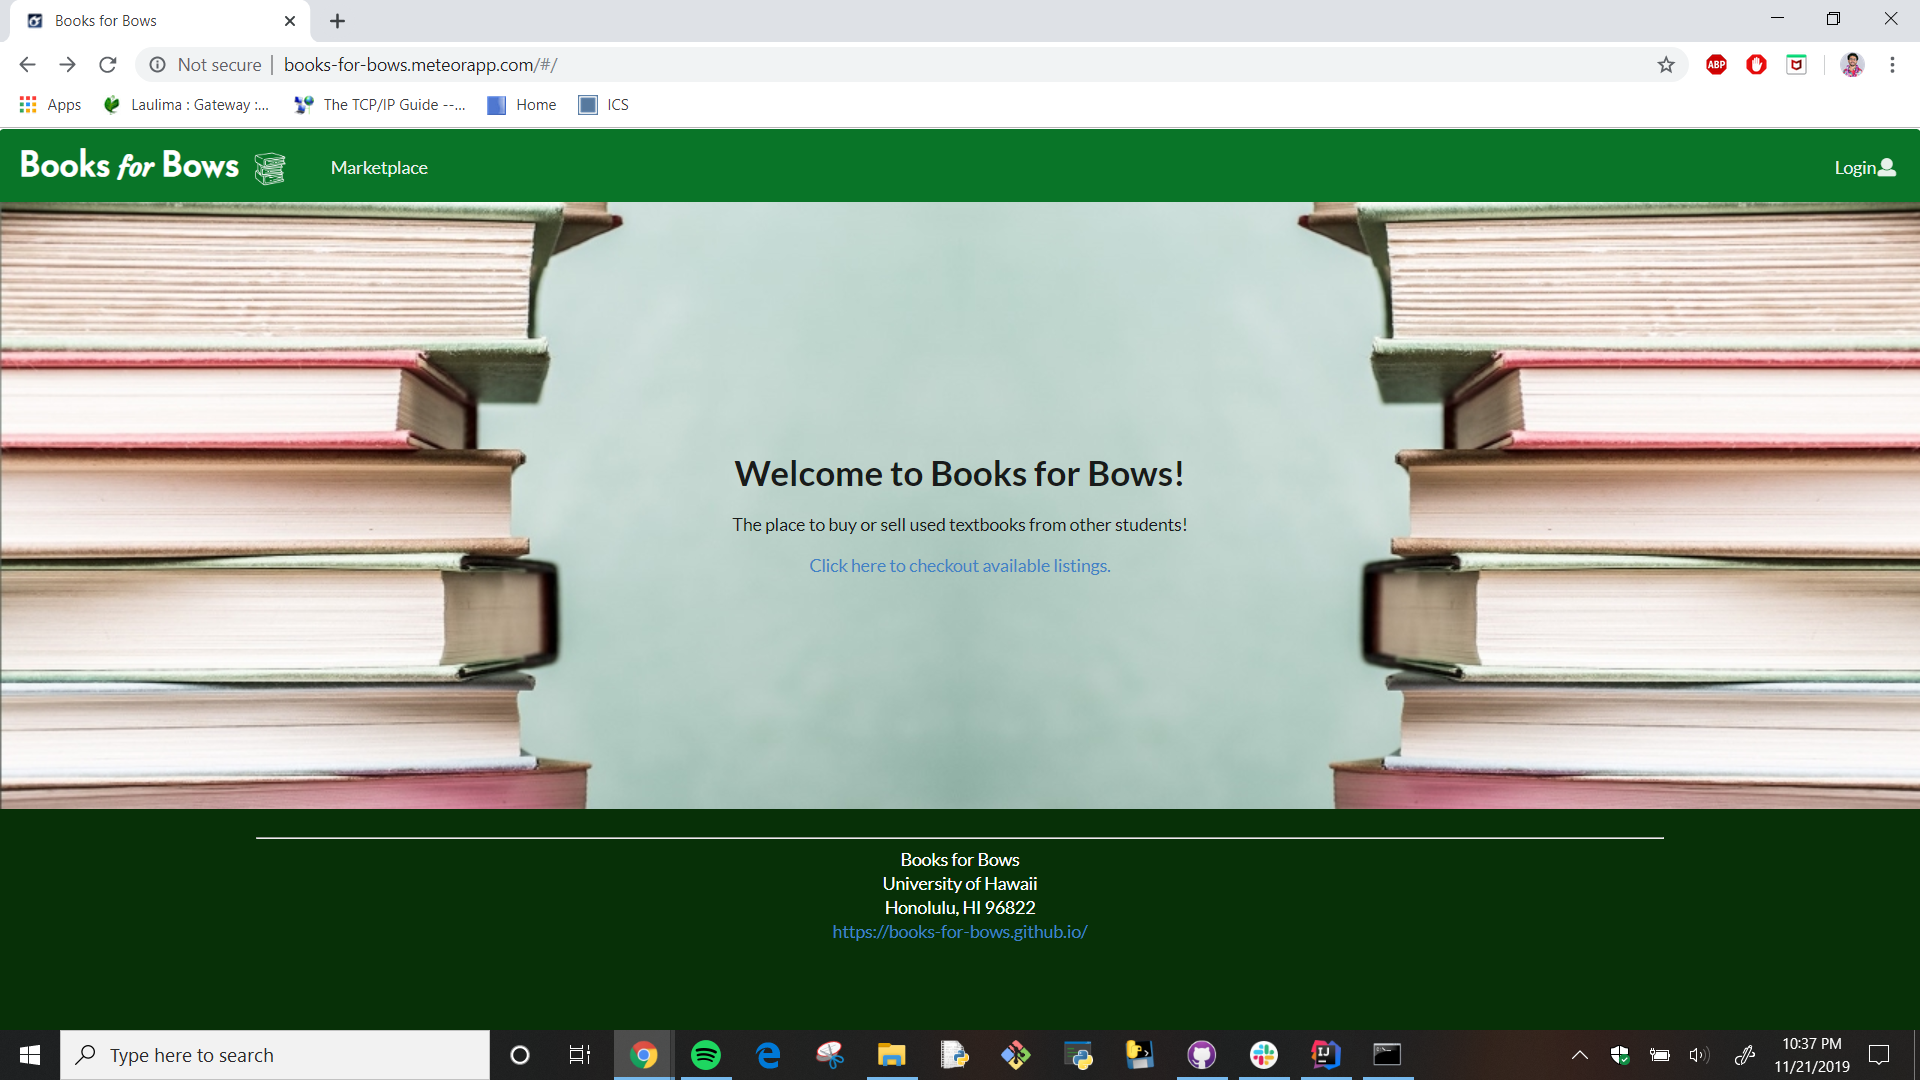 Books for Bows
Not secure | books-for-bows.meteorapp.com/#/
ABP
Apps
Laulima : Gateway :...
The TCP/IP Guide --...
Home
ICS
Books for Bows
Marketplace
Login
Welcome to Books for Bows!
The place to buy or sell used textbooks from other students!
Click here to checkout available listings.
Books for Bows
University of Hawaii
Honolulu, HI 96822
https://books-for-bows.github.io/
Type here to search
IJ
10:37 PM
11/21/2019